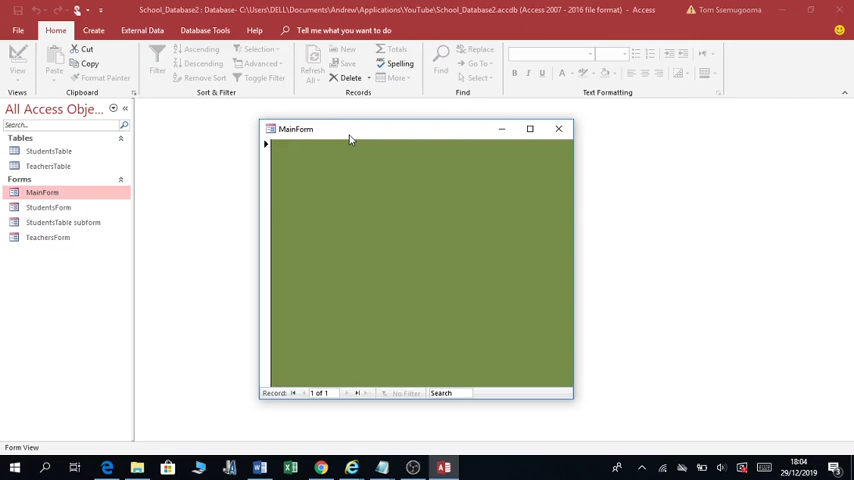 School_Database2 : Database- C:\Users\DELL\Documents\Andrew\Applications\YouTube\School_Database2.accdb (Access 2007 - 2016 file format) - Access
Tom Ssemugooma
File Home Create External Data Database Tools Help Tell me what you want to do
View
Views
Paste
Cut
Copy
Format Painter
Clipboard
Filter
Ascending
Descending
Remove Sort
Selection
Advanced
Toggle Filter
Sort & Filter
Refresh
All
New
Save
Delete
Totals
Spelling
More
Records
Find
Replace
Go To
Select
Find
B I U A
Text Formatting
All Access Obje...
Search...
Tables
StudentsTable
TeachersTable
Forms
MainForm
StudentsForm
StudentsTable subform
TeachersForm
MainForm
Record: 1 of 1 No Filter Search
Form View
18:04
29/12/2019
3